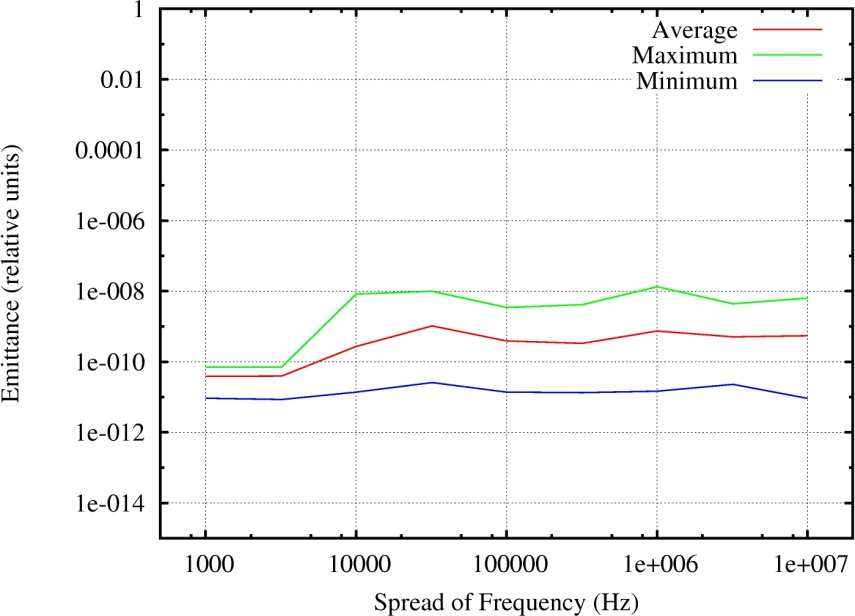 1
0.01
0.0001
1e-006
1e-008
1e-010
1e-012
1e-014
Emittance (relative units)
Average
Maximum
Minimum
1000
10000
100000
1e+006
1e+007
Spread of Frequency (Hz)